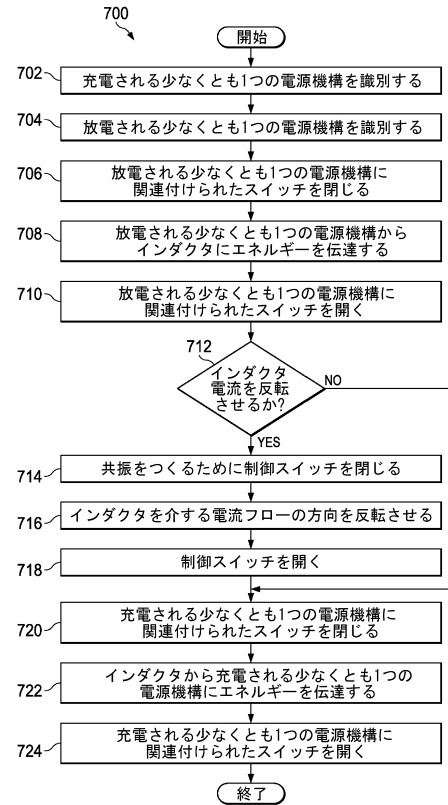 700
開始
702
充電される少なくとも1つの電源機構を識別する
704
放電される少なくとも1つの電源機構を識別する
706
放電される少なくとも1つの電源機構に
関連付けられたスイッチを閉じる
708
放電される少なくとも1つの電源機構から
インダクタにエネルギーを伝達する
710
放電される少なくとも1つの電源機構に
関連付けられたスイッチを開く
712
インダクタ
電流を反転
させるか?
NO
YES
714
共振をつくるために制御スイッチを閉じる
716
インダクタを介する電流フローの方向を反転させる
718
制御スイッチを開く
720
充電される少なくとも1つの電源機構に
関連付けられたスイッチを閉じる
722
インダクタから充電される少なくとも1つの
電源機構にエネルギーを伝達する
724
充電される少なくとも1つの電源機構に
関連付けられたスイッチを開く
終了